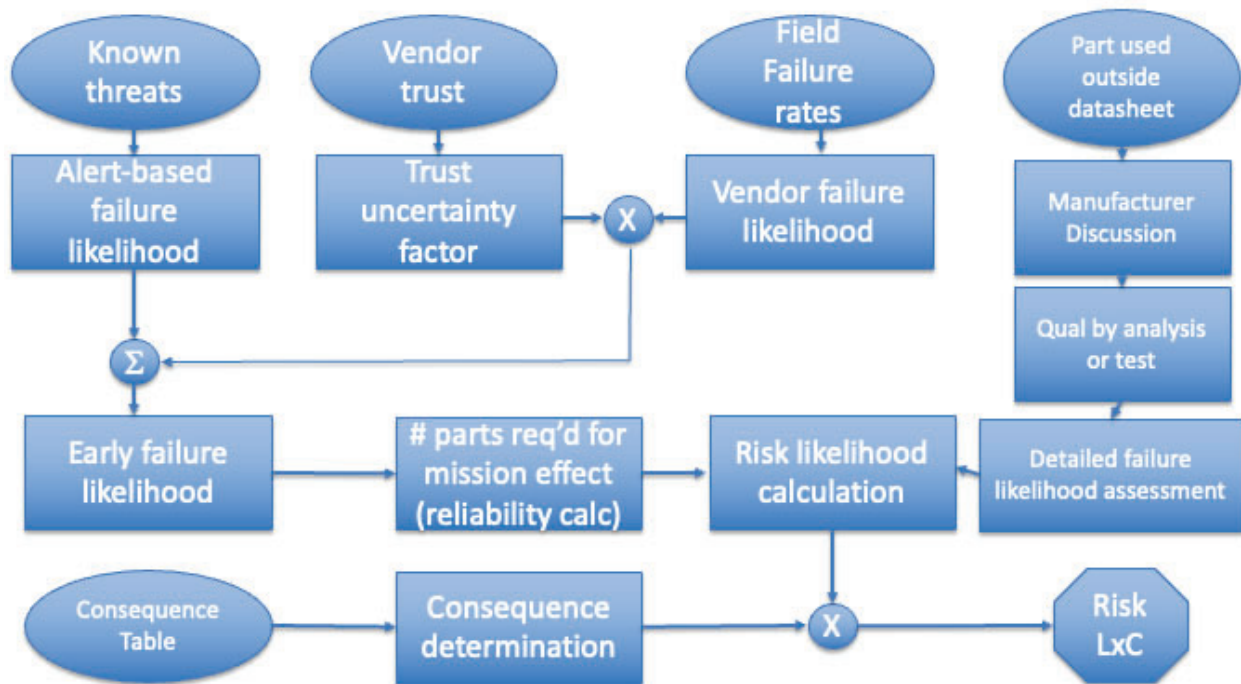 Known
threats
Vendor
trust
Field
Failure
rates
Part used
outside
datasheet
Alert-based
failure
likelihood
Trust
uncertainty
factor
X
Vendor failure
likelihood
Manufacturer
Discussion
Qual by analysis
or test
Σ
Early failure
likelihood
# parts req’d for
mission effect
(reliability calc)
Risk likelihood
calculation
Detailed failure
likelihood assessment
Consequence
Table
Consequence
determination
X
Risk
LxC